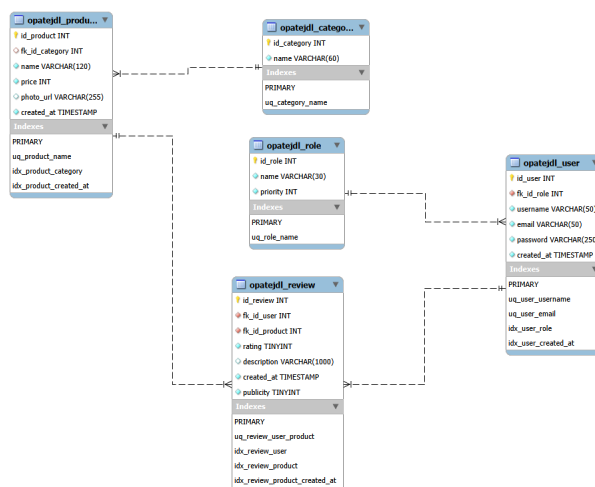 opatejdl_produ...
id_product INT
fk_id_category INT
name VARCHAR(120)
price INT
photo_url VARCHAR(255)
created_at TIMESTAMP
Indexes
PRIMARY
uq_product_name
idx_product_category
idx_product_created_at
opatejdl_catego...
id_category INT
name VARCHAR(60)
Indexes
PRIMARY
uq_category_name
opatejdl_role
id_role INT
name VARCHAR(30)
priority INT
Indexes
PRIMARY
uq_role_name
opatejdl_user
id_user INT
fk_id_role INT
username VARCHAR(50)
email VARCHAR(50)
password VARCHAR(250
created_at TIMESTAMP
Indexes
PRIMARY
uq_user_username
uq_user_email
idx_user_role
idx_user_created_at
opatejdl_review
id_review INT
fk_id_user INT
fk_id_product INT
rating TINYINT
description VARCHAR(1000)
created_at TIMESTAMP
publicity TINYINT
Indexes
PRIMARY
uq_review_user_product
idx_review_user
idx_review_product
idx_review_product_created_at